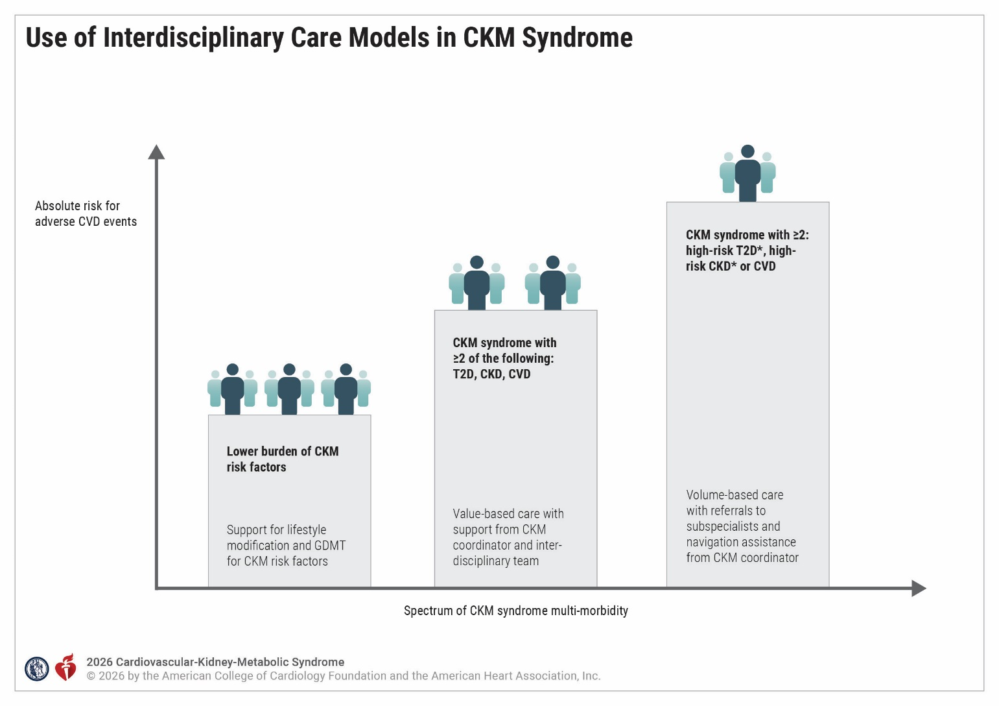 Use of Interdisciplinary Care Models in CKM Syndrome
Absolute risk for
adverse CVD events
Lower burden of CKM
risk factors
Support for lifestyle
modification and GDMT
for CKM risk factors
CKM syndrome with
≥2 of the following:
T2D, CKD, CVD
Value-based care with
support from CKM
coordinator and inter-
disciplinary team
CKM syndrome with ≥2:
high-risk T2D*, high-
risk CKD* or CVD
Volume-based care
with referrals to
subspecialists and
navigation assistance
from CKM coordinator
Spectrum of CKM syndrome multi-morbidity
2026 Cardiovascular-Kidney-Metabolic Syndrome
© 2026 by the American College of Cardiology Foundation and the American Heart Association, Inc.